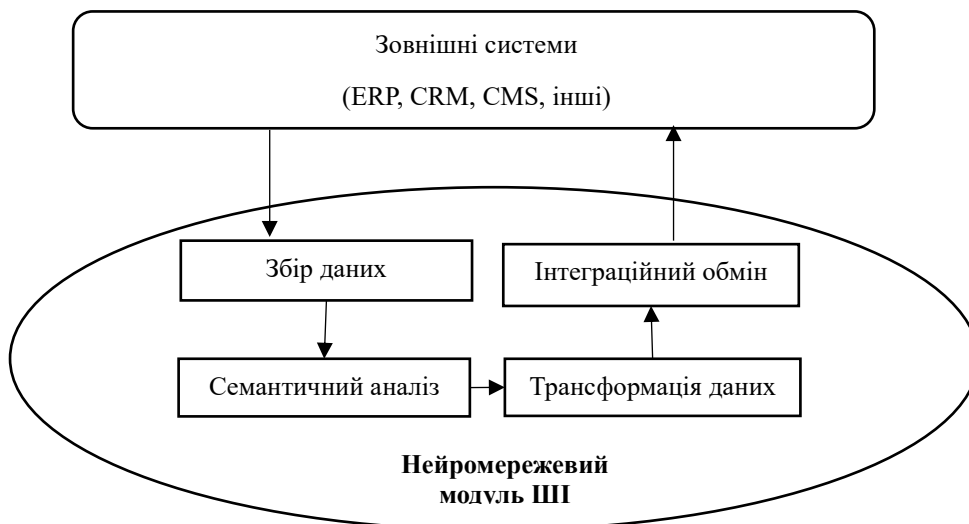 Зовнішні системи
(ERP, CRM, CMS, інші)
Збір даних
Інтеграційний обмін
Семантичний аналіз
Трансформація даних
Нейромережевий
модуль ШІ